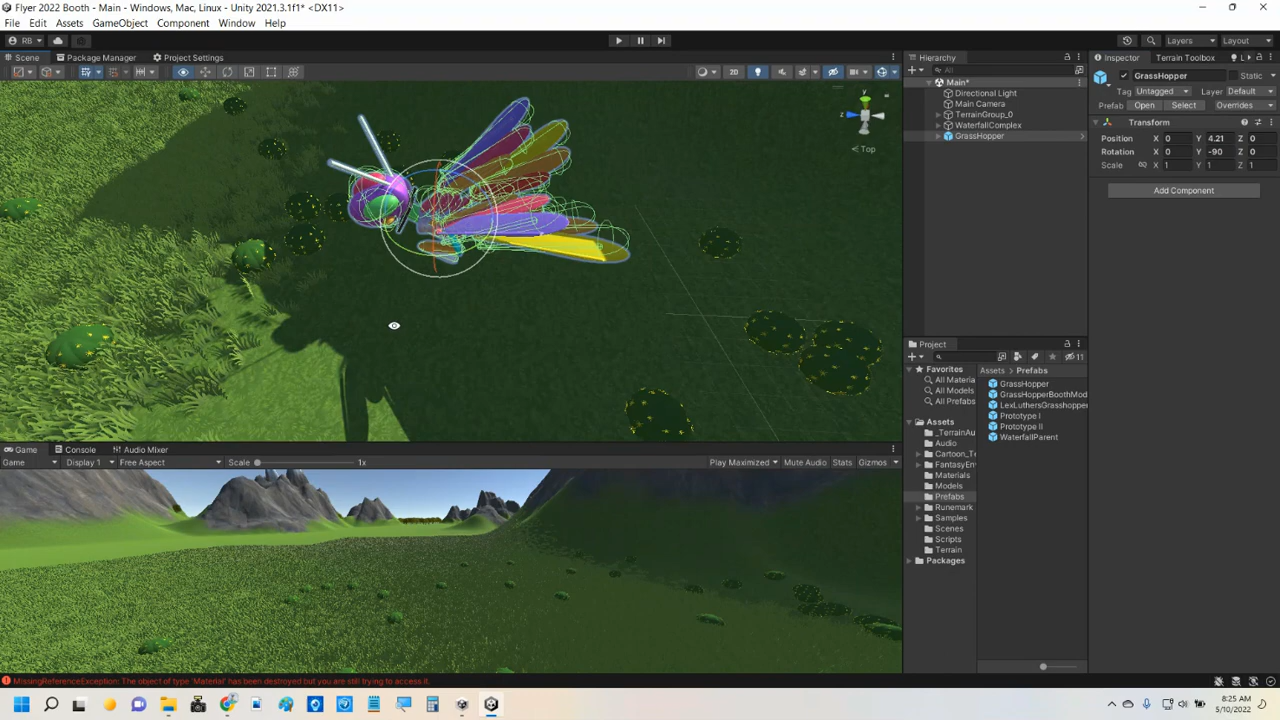 Flyer 2022 Booth - Main - Windows, Mac, Linux - Unity 2021.3.1f1* <DX11>
File Edit Assets GameObject Component Window Help
RB Layers Layout
Scene Package Manager Project Settings
2D
y
z
Top
Hierarchy
All
Main*
Directional Light
Main Camera
TerrainGroup_0
WaterfallComplex
GrassHopper
Inspector Terrain Toolbox
GrassHopper Static
Tag Untagged Layer Default
Prefab Open Select Overrides
Transform
Position X 0 Y 4.21 Z 0
Rotation X 0 Y -90 Z 0
Scale X 1 Y 1 Z 1
Add Component
Project
11
Favorites
All Materia
All Models
All Prefabs
Assets
_TerrainAu
Audio
Cartoon_Te
FantasyEnv
Materials
Models
Prefabs
Runemark
Samples
Scenes
Scripts
Terrain
Packages
Assets > Prefabs
GrassHopper
GrassHopperBoothMod
LexLuthersGrasshopper
Prototype I
Prototype II
WaterfallParent
Game Console Audio Mixer
Game Display 1 Free Aspect Scale 1x Play Maximized Mute Audio Stats Gizmos
MissingReferenceException: The object of type 'Material' has been destroyed but you are still trying to access it.
8:25 AM
5/10/2022